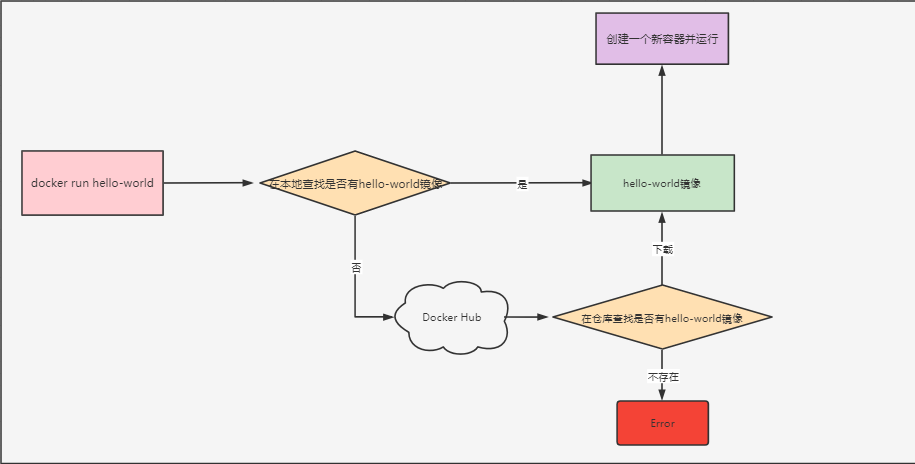 创建一个新容器并运行
docker run hello-world
在本地查找是否有hello-world镜像
是
hello-world镜像
下载
否
Docker Hub
在仓库查找是否有hello-world镜像
不存在
Error